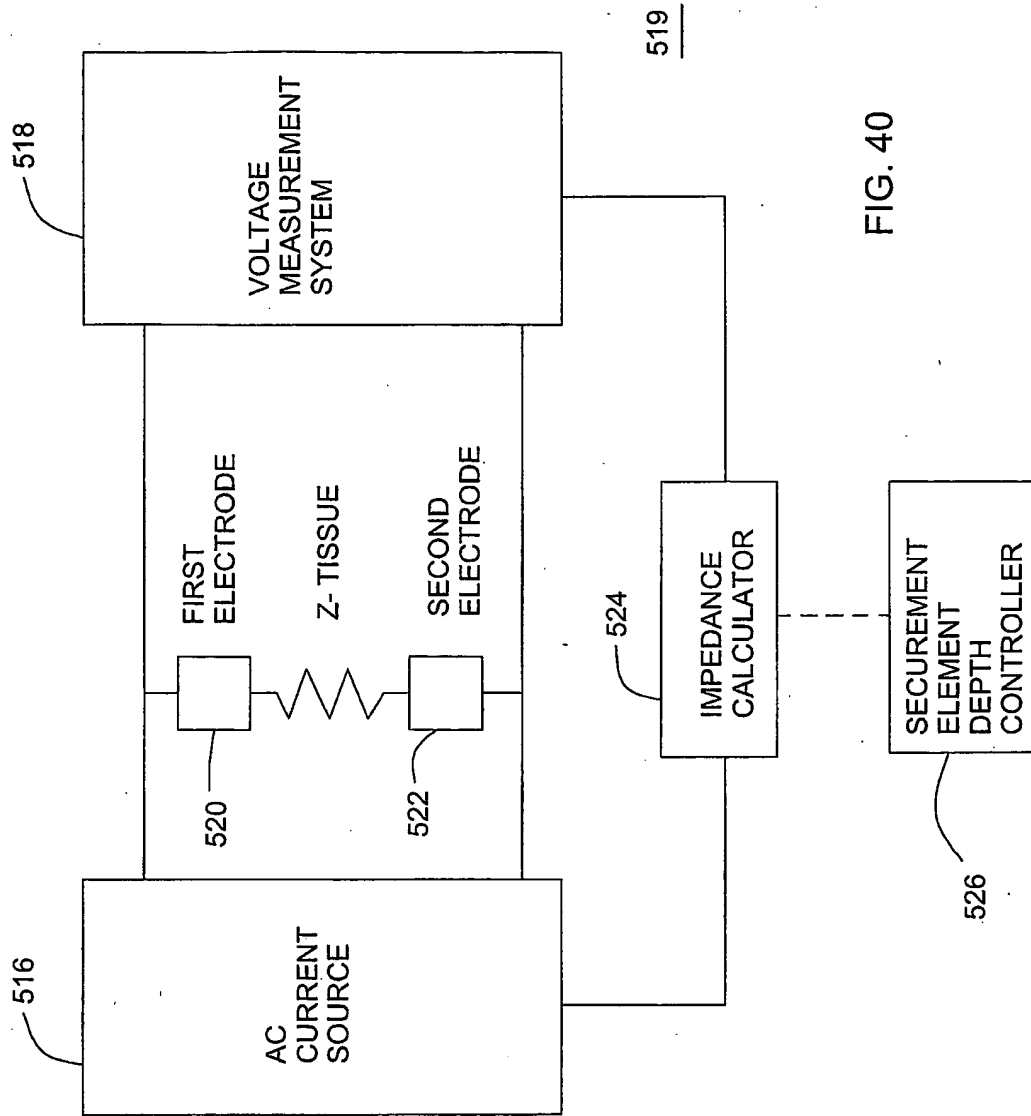 516
AC
CURRENT
SOURCE
518
VOLTAGE
MEASUREMENT
SYSTEM
519
520
FIRST
ELECTRODE
Z- TISSUE
522
SECOND
ELECTRODE
524
IMPEDANCE
CALCULATOR
526
SECUREMENT
ELEMENT
DEPTH
CONTROLLER
FIG. 40